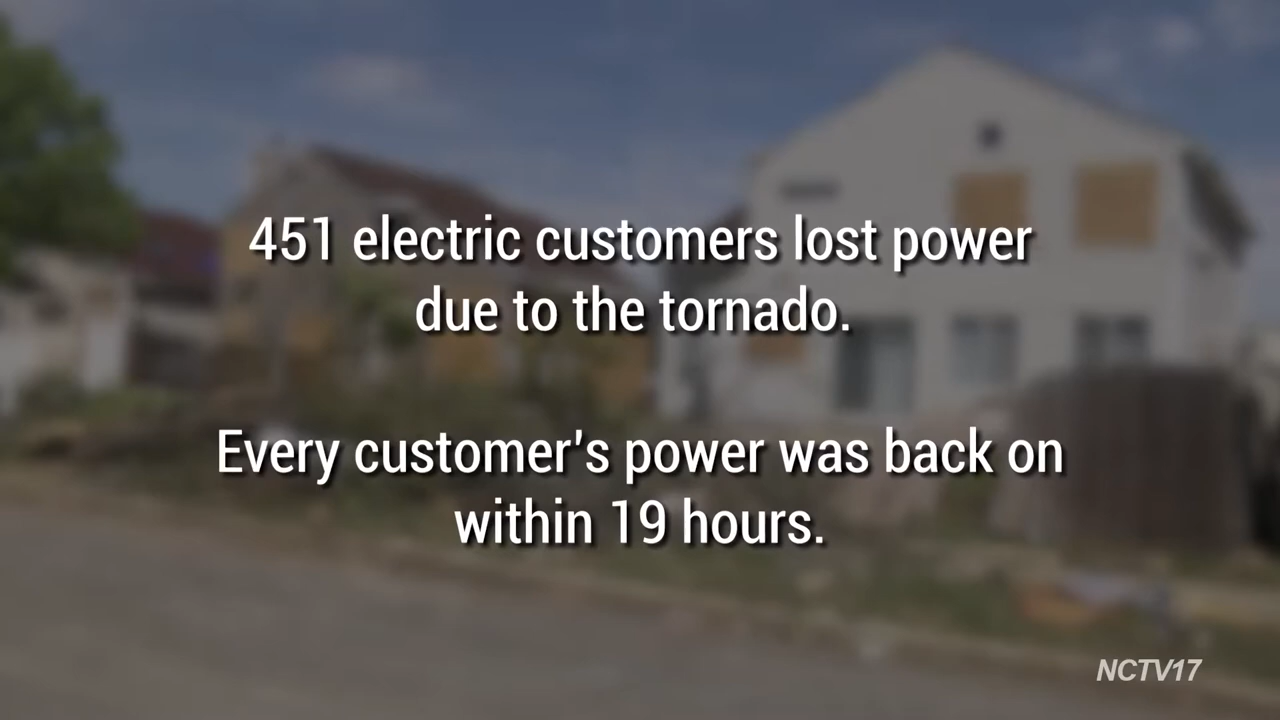 451 electric customers lost power
due to the tornado.
Every customer's power was back on
within 19 hours.
NCTV17